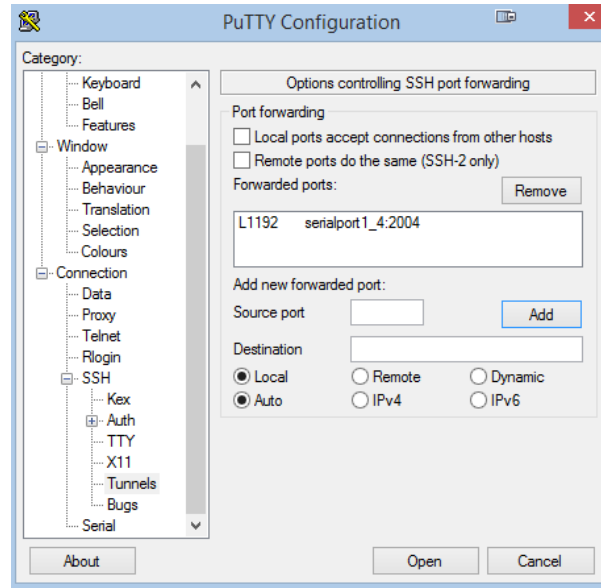 PuTTY Configuration
Category:
Keyboard
Bell
Features
Window
Appearance
Behaviour
Translation
Selection
Colours
Connection
Data
Proxy
Telnet
Rlogin
SSH
Kex
Auth
TTY
X11
Tunnels
Bugs
Serial
Options controlling SSH port forwarding
Port forwarding
Local ports accept connections from other hosts
Remote ports do the same (SSH-2 only)
Forwarded ports:
Remove
L1192 serialport1_4:2004
Add new forwarded port:
Source port
Add
Destination
Local Remote Dynamic
Auto IPv4 IPv6
About Open Cancel